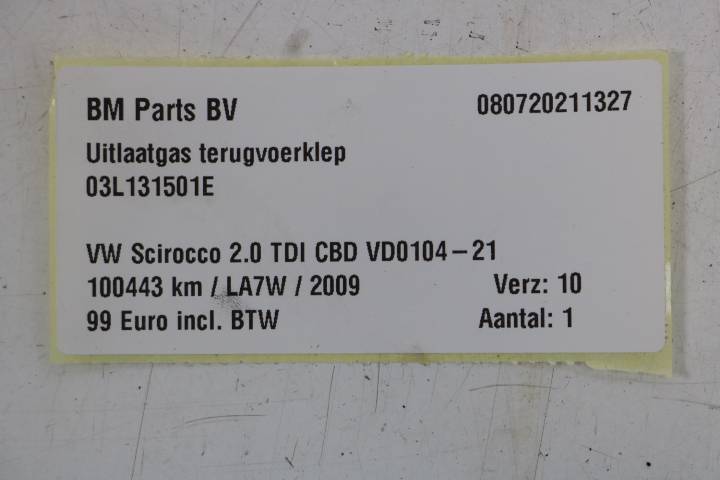 BM Parts BV 080720211327
Uitlaatgas terugvoerklep
03L131501E
VW Scirocco 2.0 TDI CBD VD0104-21
100443 km / LA7W / 2009 Verz: 10
99 Euro incl. BTW Aantal: 1